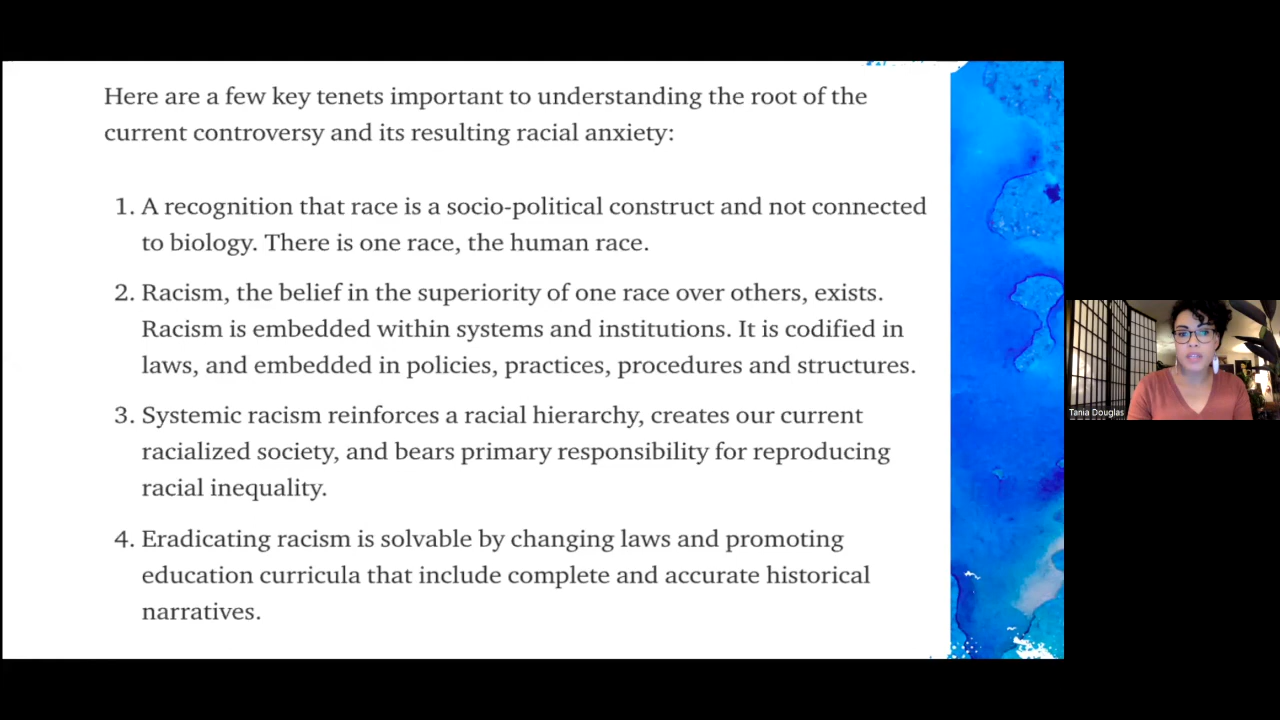 Here are a few key tenets important to understanding the root of the
current controversy and its resulting racial anxiety:
1. A recognition that race is a socio-political construct and not connected
to biology. There is one race, the human race.
2. Racism, the belief in the superiority of one race over others, exists.
Racism is embedded within systems and institutions. It is codified in
laws, and embedded in policies, practices, procedures and structures.
3. Systemic racism reinforces a racial hierarchy, creates our current
racialized society, and bears primary responsibility for reproducing
racial inequality.
4. Eradicating racism is solvable by changing laws and promoting
education curricula that include complete and accurate historical
narratives.
Tania Douglas